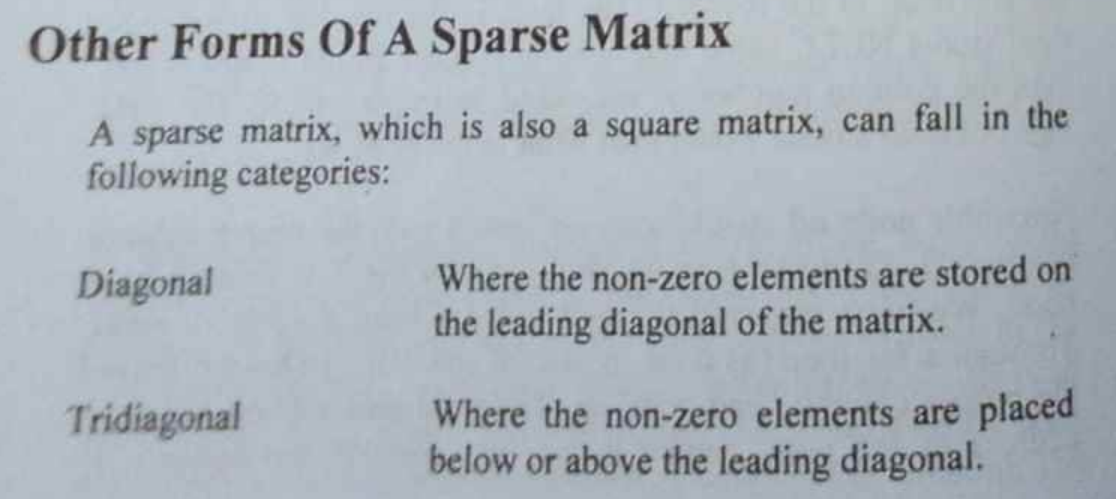 Other Forms Of A Sparse Matrix
A sparse matrix, which is also a square matrix, can fall in the
following categories:
Diagonal Where the non-zero elements are stored on
the leading diagonal of the matrix.
Tridiagonal Where the non-zero elements are placed
below or above the leading diagonal.